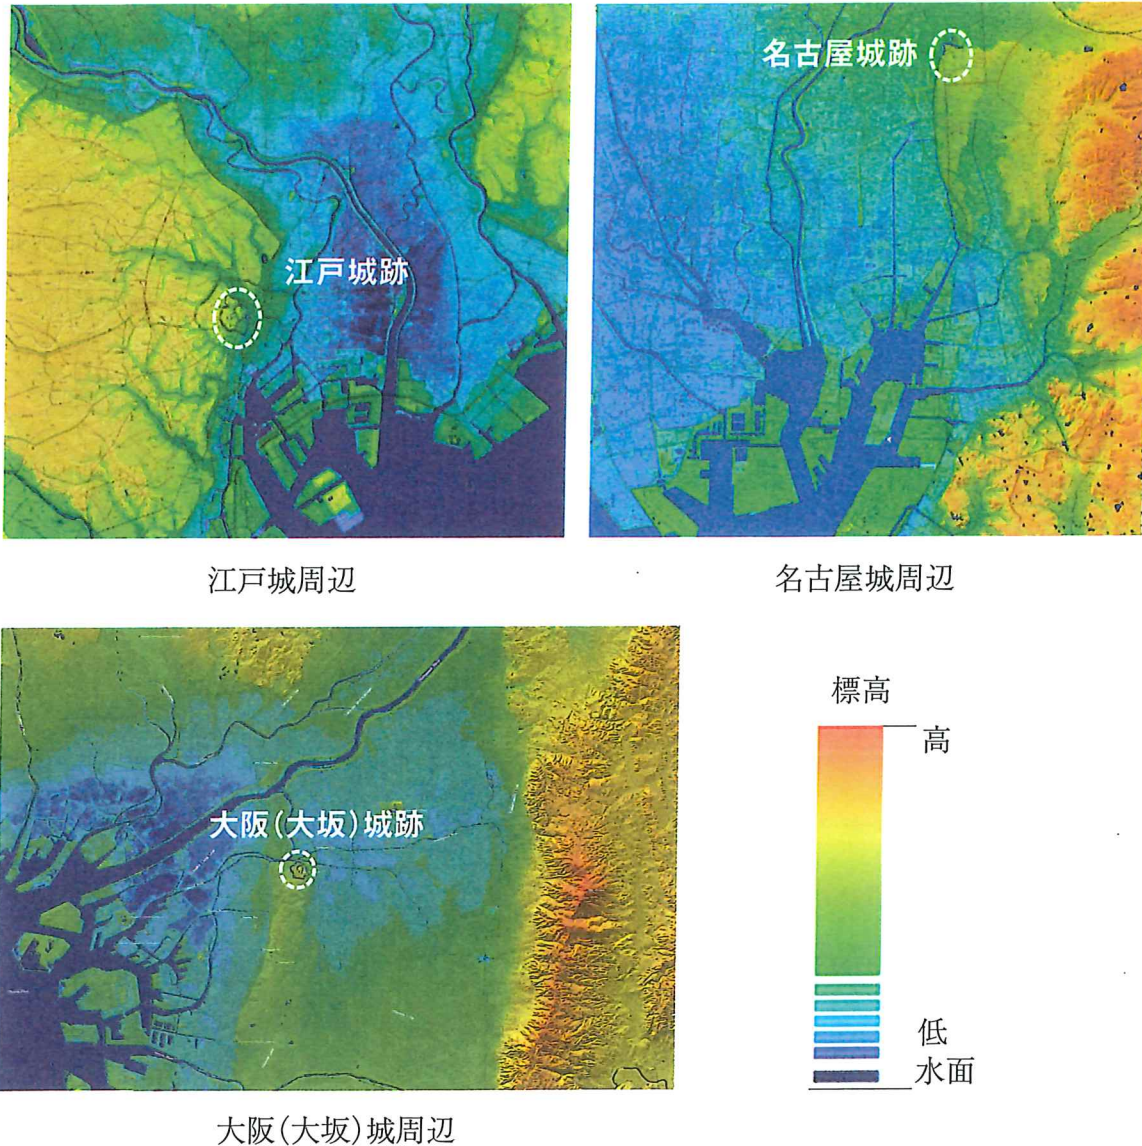 江戸城跡
名古屋城跡
江戸城周辺
名古屋城周辺
大阪(大坂)城跡
大阪(大坂)城周辺
標高
高
低
水面